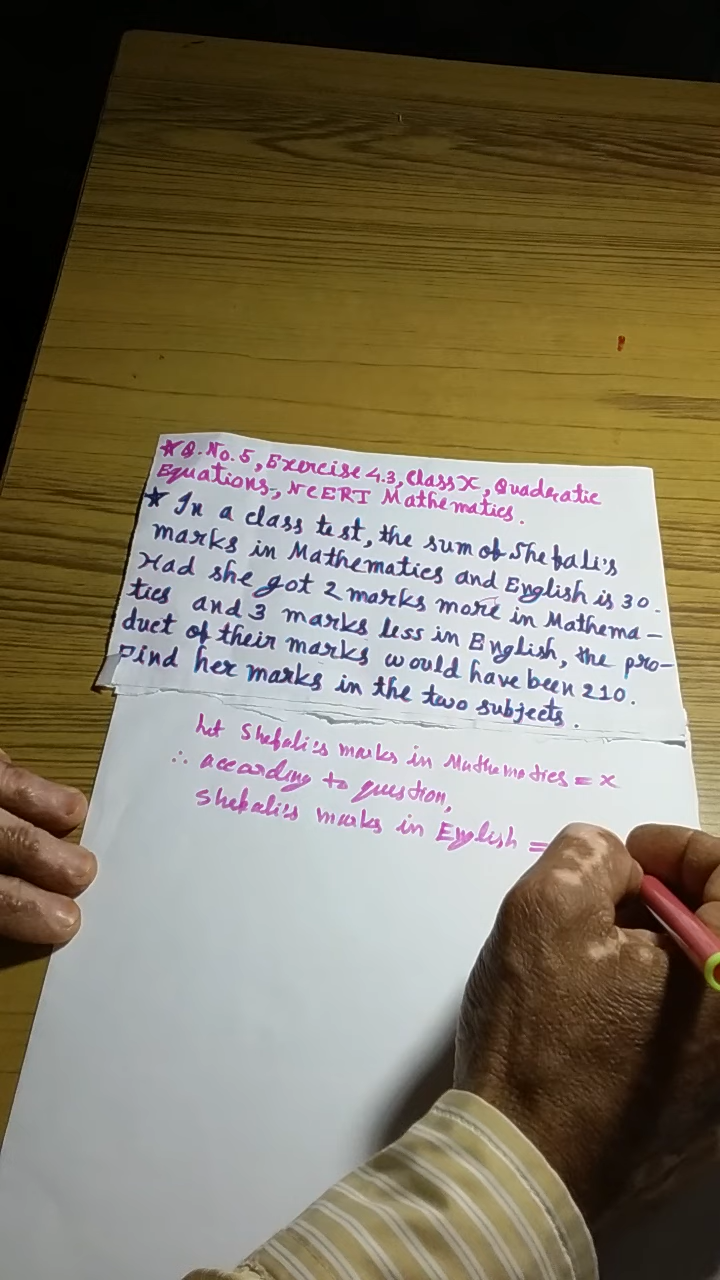 ★ Q.No.5, Exercise 4.3, Class X, Quadratic
Equations, NCERT Mathematics.
★ In a class test, the sum of Shefali's
marks in Mathematics and English is 30.
Had she got 2 marks more in Mathema-
tics and 3 marks less in English, the pro-
duct of their marks would have been 210.
Find her marks in the two subjects.
Let Shefali's marks in Mathematics = x
∴ according to question,
Shefali's marks in English =